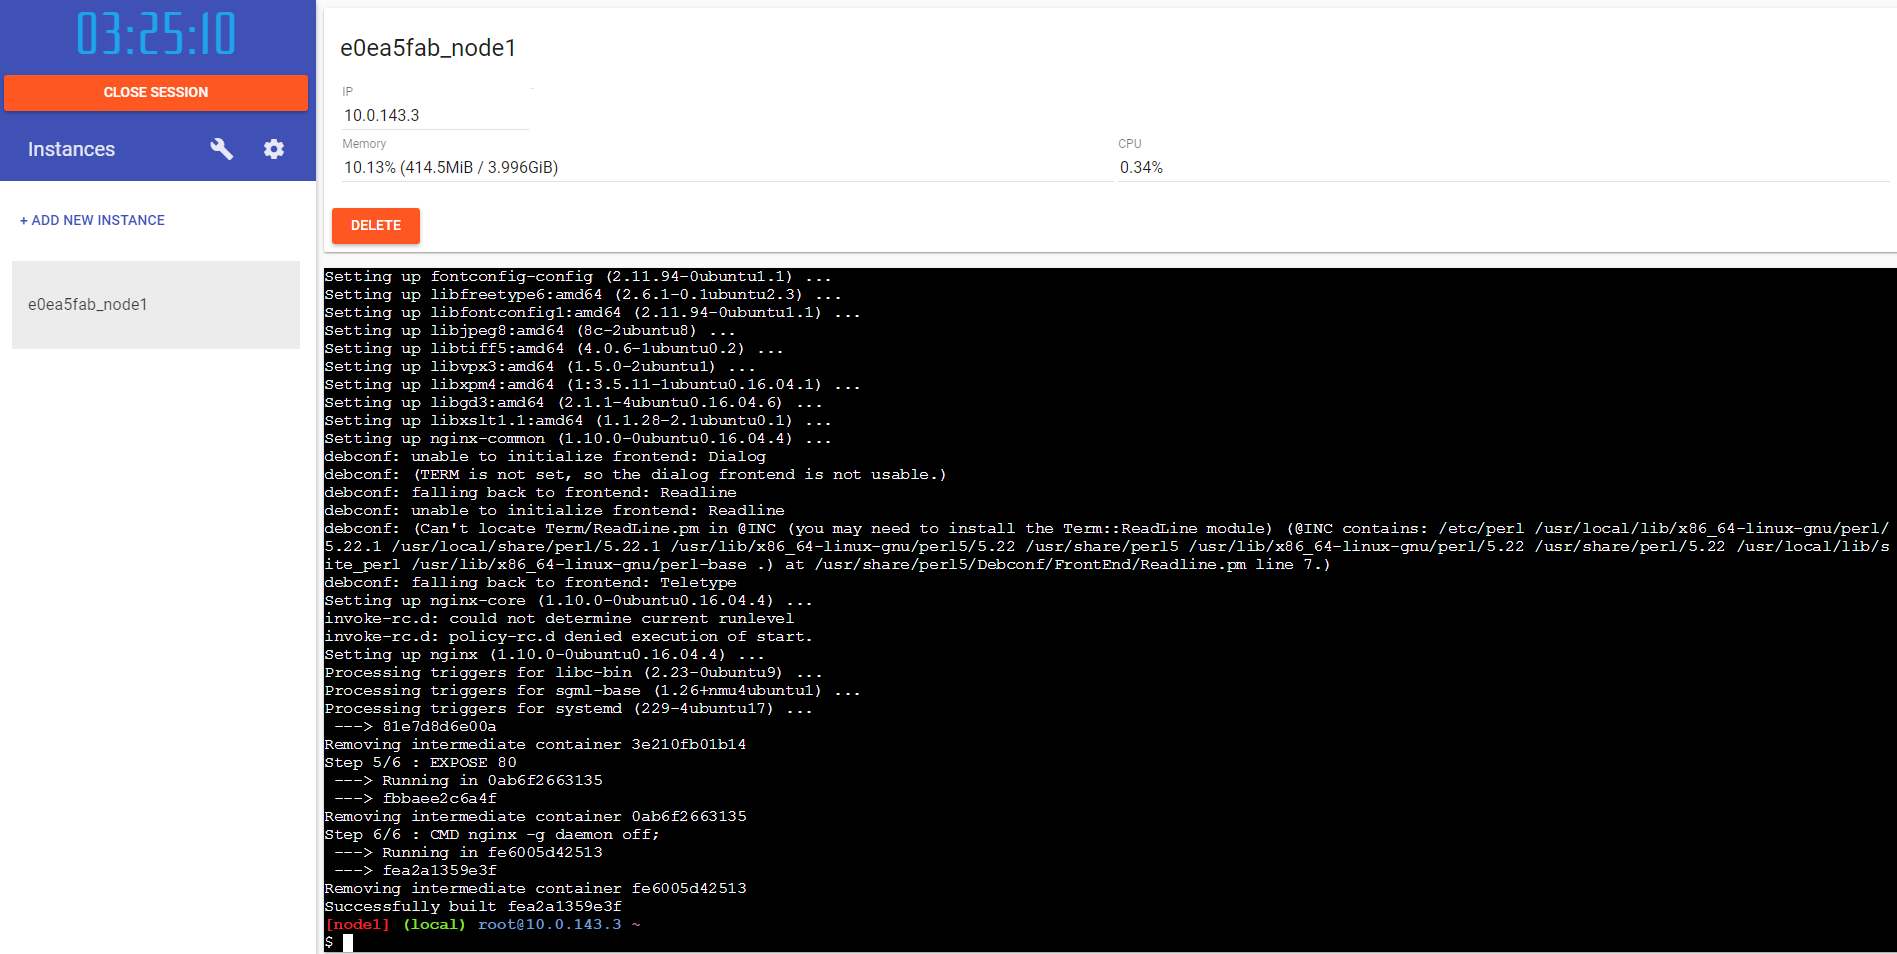 03:25:10
CLOSE SESSION
Instances
+ ADD NEW INSTANCE
e0ea5fab_node1
e0ea5fab_node1
IP
10.0.143.3
Memory
CPU
10.13% (414.5MiB / 3.996GiB)
0.34%
DELETE
Setting up fontconfig-config (2.11.94-0ubuntu1.1) ...
Setting up libfreetype6:amd64 (2.6.1-0.1ubuntu2.3) ...
Setting up libfontconfig1:amd64 (2.11.94-0ubuntu1.1) ...
Setting up libjpeg8:amd64 (8c-2ubuntu8) ...
Setting up libtiff5:amd64 (4.0.6-1ubuntu0.2) ...
Setting up libvpx3:amd64 (1.5.0-2ubuntu1) ...
Setting up libxpm4:amd64 (1:3.5.11-1ubuntu0.16.04.1) ...
Setting up libgd3:amd64 (2.1.1-4ubuntu0.16.04.6) ...
Setting up libxslt1.1:amd64 (1.1.28-2.1ubuntu0.1) ...
Setting up nginx-common (1.10.0-0ubuntu0.16.04.4) ...
debconf: unable to initialize frontend: Dialog
debconf: (TERM is not set, so the dialog frontend is not usable.)
debconf: falling back to frontend: Readline
debconf: unable to initialize frontend: Readline
debconf: (Can't locate Term/ReadLine.pm in @INC (you may need to install the Term::ReadLine module) (@INC contains: /etc/perl /usr/local/lib/x86_64-linux-gnu/perl/
5.22.1 /usr/local/share/perl/5.22.1 /usr/lib/x86_64-linux-gnu/perl5/5.22 /usr/share/perl5 /usr/lib/x86_64-linux-gnu/perl/5.22 /usr/share/perl/5.22 /usr/local/lib/s
ite_perl /usr/lib/x86_64-linux-gnu/perl-base .) at /usr/share/perl5/Debconf/FrontEnd/Readline.pm line 7.)
debconf: falling back to frontend: Teletype
Setting up nginx-core (1.10.0-0ubuntu0.16.04.4) ...
invoke-rc.d: could not determine current runlevel
invoke-rc.d: policy-rc.d denied execution of start.
Setting up nginx (1.10.0-0ubuntu0.16.04.4) ...
Processing triggers for libc-bin (2.23-0ubuntu9) ...
Processing triggers for sgml-base (1.26+nmu4ubuntu1) ...
Processing triggers for systemd (229-4ubuntu17) ...
---> 81e7d8d6e00a
Removing intermediate container 3e210fb01b14
Step 5/6 : EXPOSE 80
---> Running in 0ab6f2663135
---> fbbaee2c6a4f
Removing intermediate container 0ab6f2663135
Step 6/6 : CMD nginx -g daemon off;
---> Running in fe6005d42513
---> fea2a1359e3f
Removing intermediate container fe6005d42513
Successfully built fea2a1359e3f
[node1] (local) root@10.0.143.3 ~
$